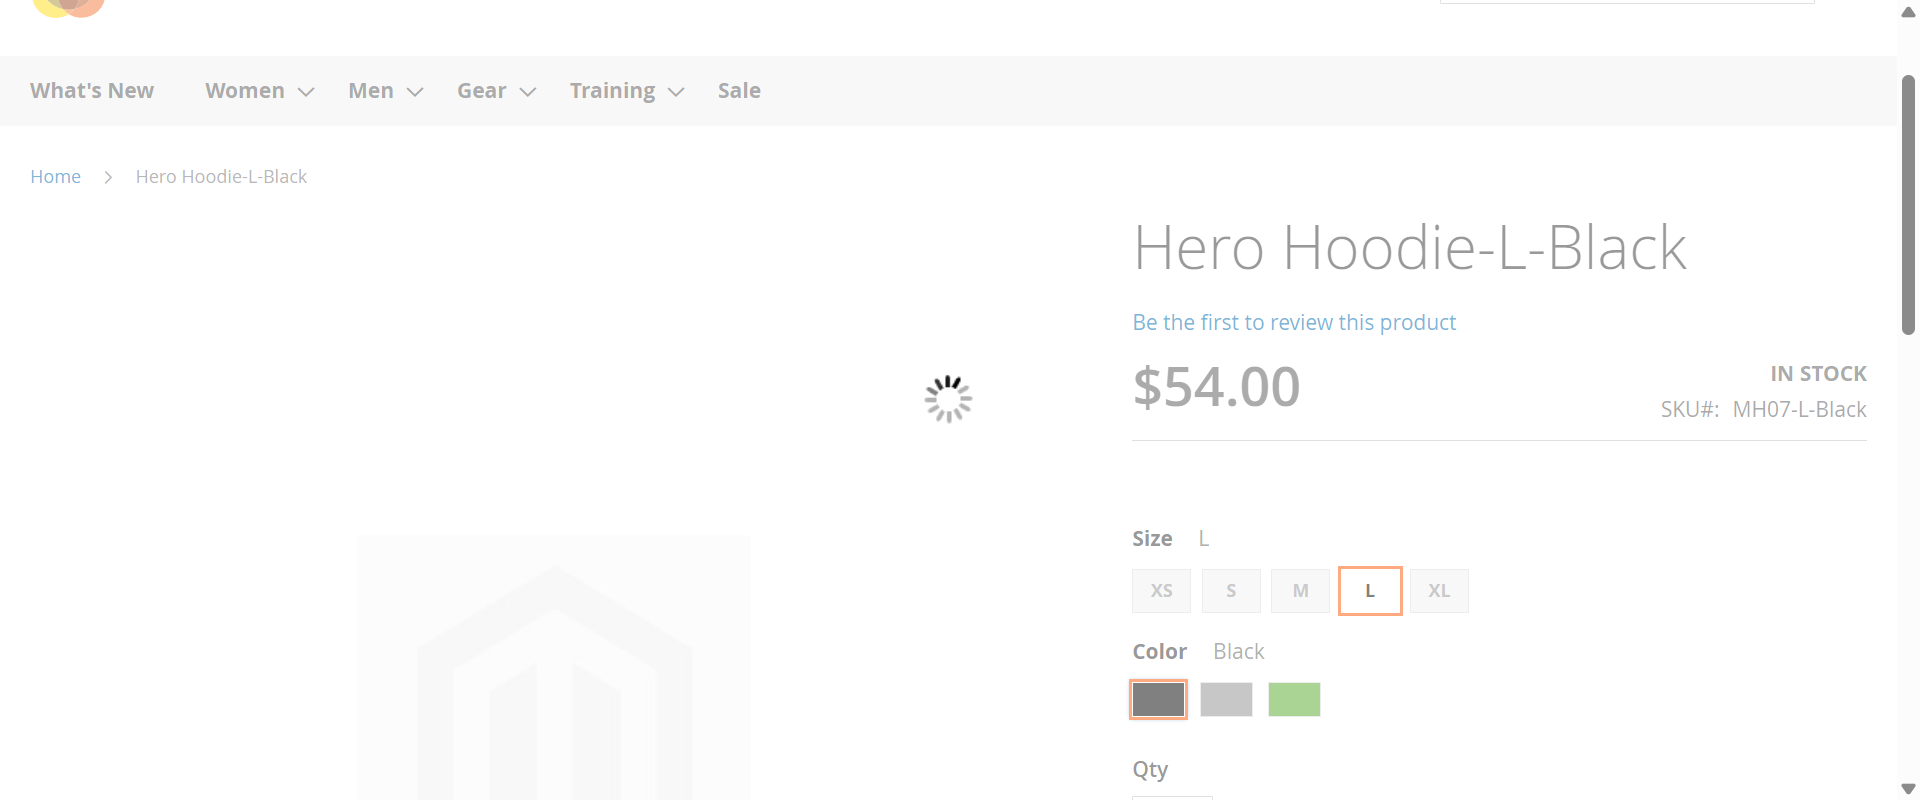 What's New Women Men Gear Training Sale
Home Hero Hoodie-L-Black
Hero Hoodie-L-Black
Be the first to review this product
$54.00
IN STOCK
SKU#: MH07-L-Black
Size L
XS S M L XL
Color Black
Qty